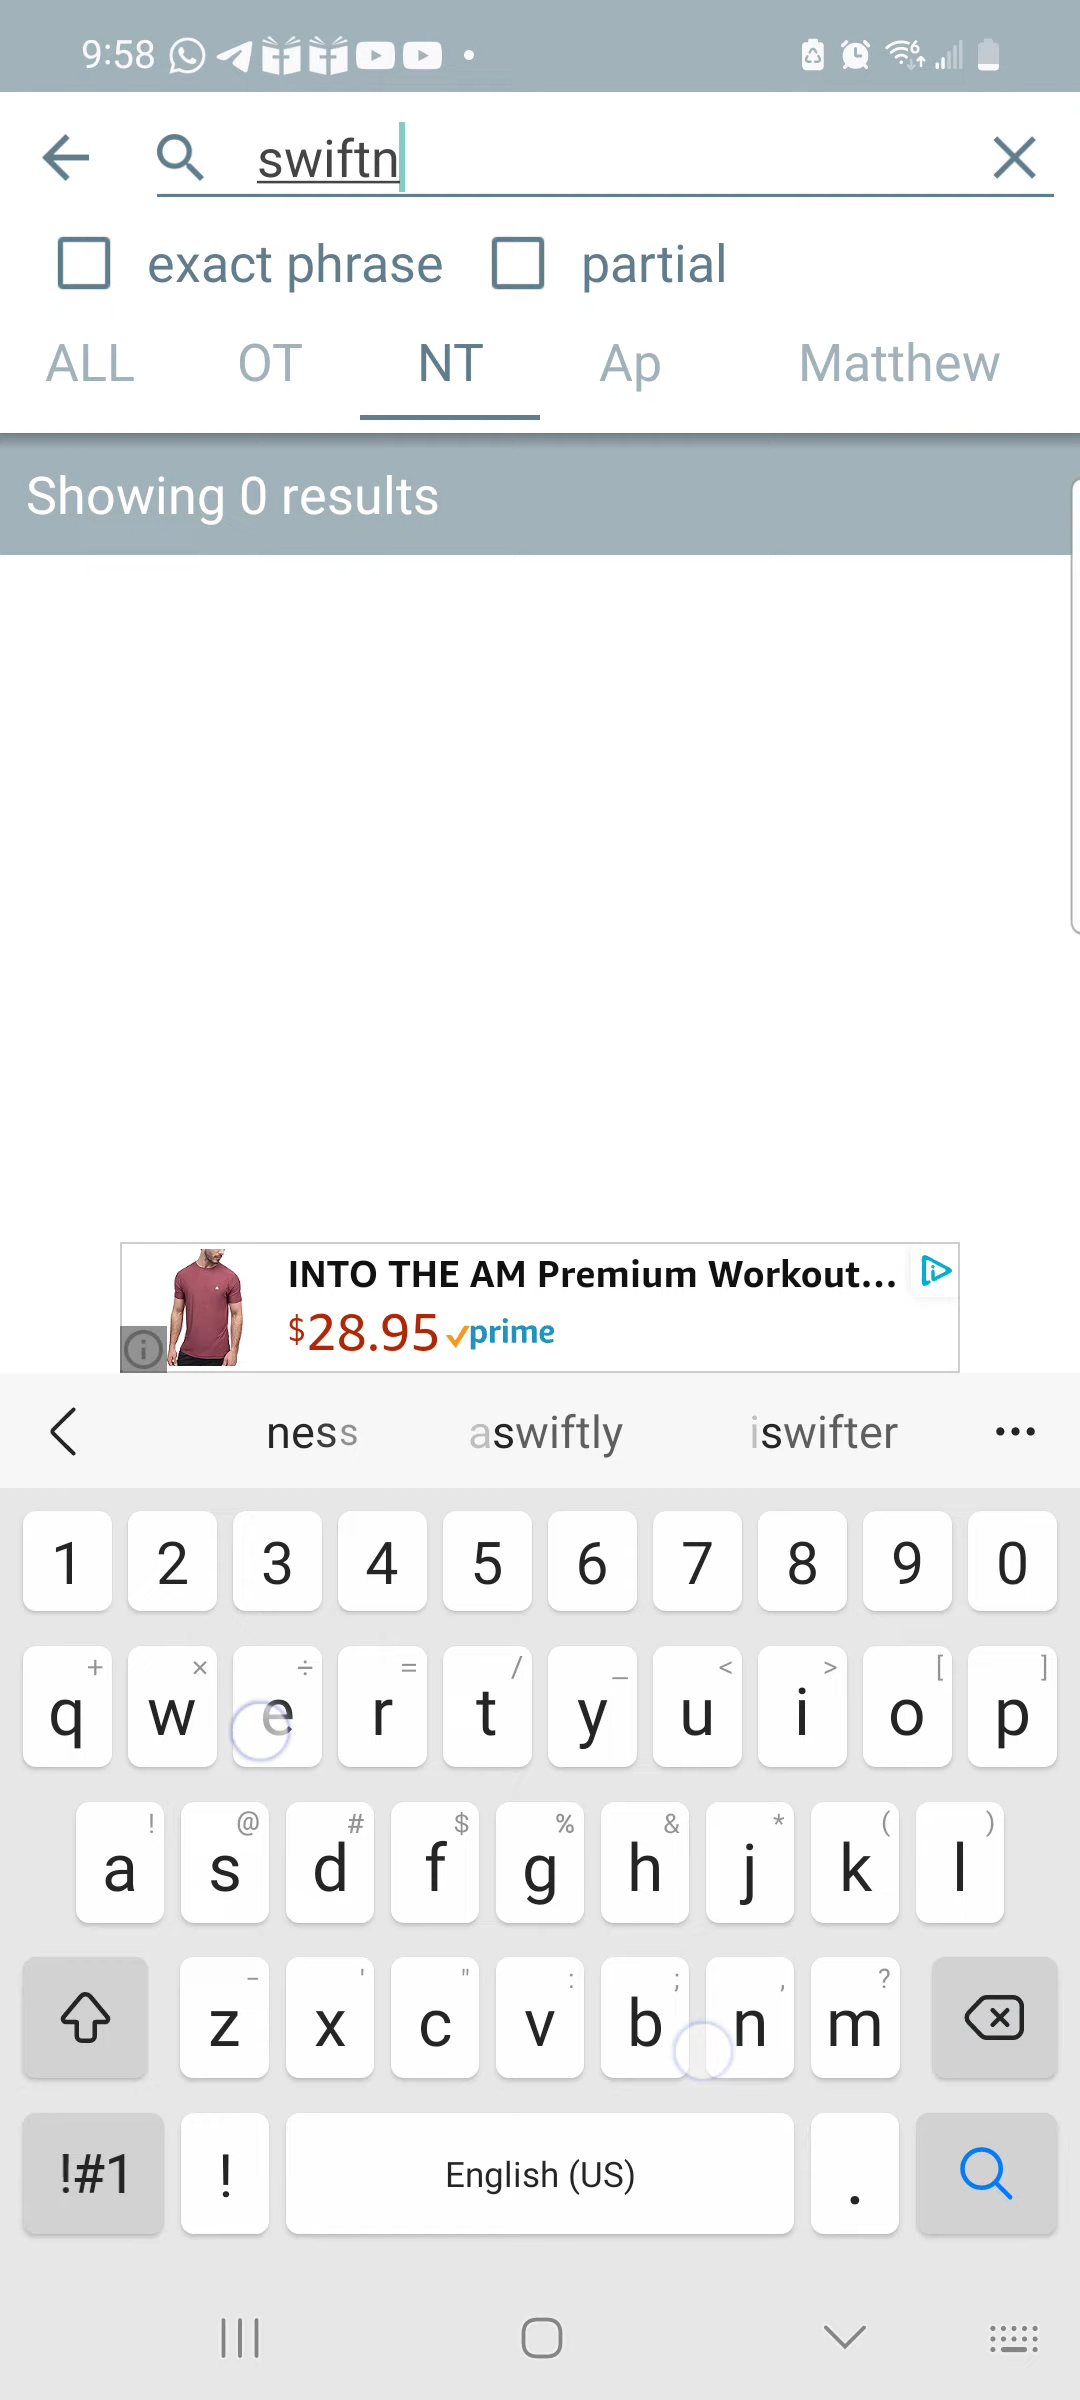 9:58
swiftn
exact phrase partial
ALL OT NT Ap Matthew
Showing 0 results
INTO THE AM Premium Workout...
$28.95 prime
ness aswiftly iswifter
1 2 3 4 5 6 7 8 9 0
+ × ÷ = / _ < > [ ]
q w e r t y u i o p
! @ # $ % & * ( )
a s d f g h j k l
- ' " : ; , ?
z x c v b n m
!#1 ! English (US) .